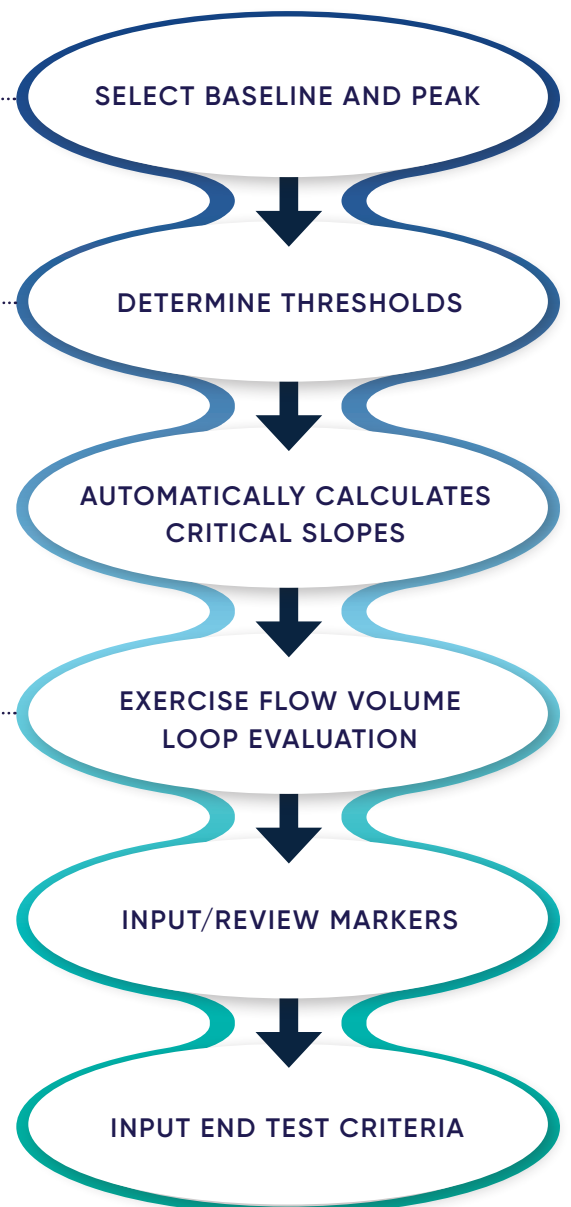 SELECT BASELINE AND PEAK
DETERMINE THRESHOLDS
AUTOMATICALLY CALCULATES
CRITICAL SLOPES
EXERCISE FLOW VOLUME
LOOP EVALUATION
INPUT/REVIEW MARKERS
INPUT END TEST CRITERIA